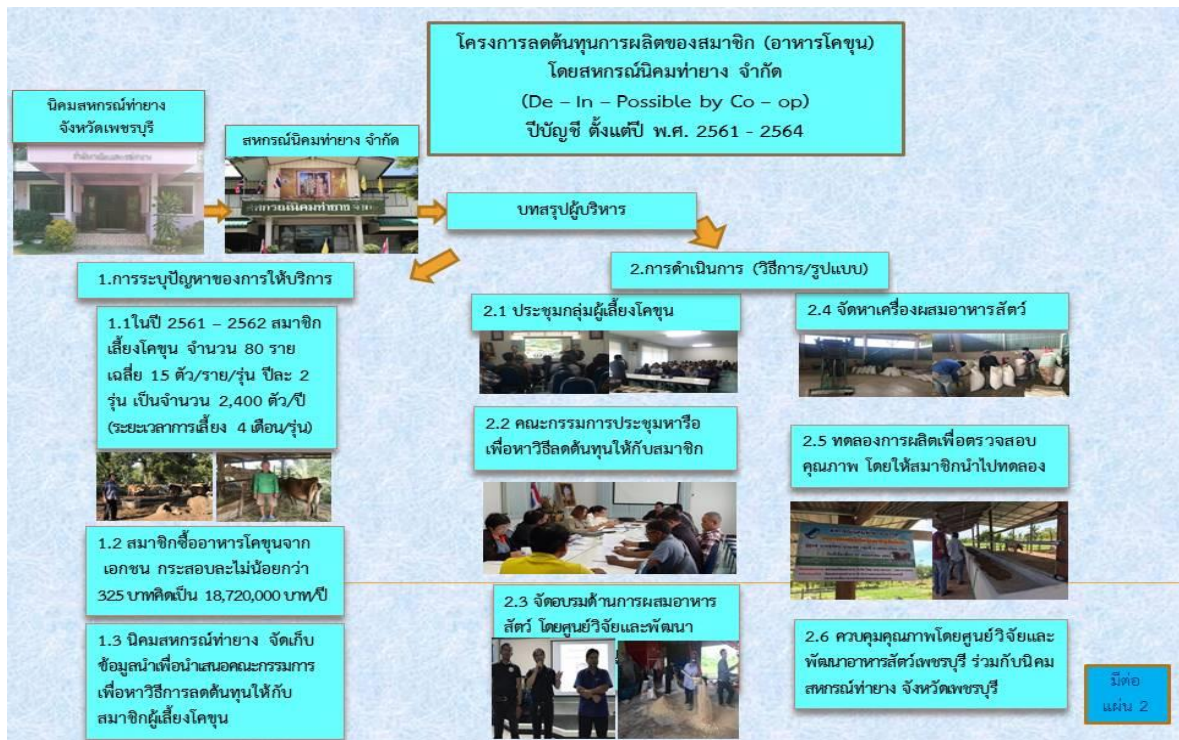 โครงการลดต้นทุนการผลิตของสมาชิก (อาหารโคขุน)
โดยสหกรณ์นิคมท่ายาง จำกัด
(De – In – Possible by Co – op)
ปีบัญชี ตั้งแต่ปี พ.ศ. 2561 - 2564
นิคมสหกรณ์ท่ายาง
จังหวัดเพชรบุรี
สหกรณ์นิคมท่ายาง จำกัด
สหกรณ์นิคมท่ายาง จำกัด
บทสรุปผู้บริหาร
1.การระบุปัญหาของการให้บริการ
1.1ในปี 2561 – 2562 สมาชิก
เลี้ยงโคขุน จำนวน 80 ราย
เฉลี่ย 15 ตัว/ราย/รุ่น ปีละ 2
รุ่น เป็นจำนวน 2,400 ตัว/ปี
(ระยะเวลาการเลี้ยง 4 เดือน/รุ่น)
1.2 สมาชิกซื้ออาหารโคขุนจาก
เอกชน กระสอบละไม่น้อยกว่า
325 บาทคิดเป็น 18,720,000 บาท/ปี
1.3 นิคมสหกรณ์ท่ายาง จัดเก็บ
ข้อมูลนำเพื่อนำเสนอคณะกรรมการ
เพื่อหาวิธีการลดต้นทุนให้กับ
สมาชิกผู้เลี้ยงโคขุน
2.การดำเนินการ (วิธีการ/รูปแบบ)
2.1 ประชุมกลุ่มผู้เลี้ยงโคขุน
2.2 คณะกรรมการประชุมหารือ
เพื่อหาวิธีลดต้นทุนให้กับสมาชิก
2.3 จัดอบรมด้านการผสมอาหาร
สัตว์ โดยศูนย์วิจัยและพัฒนา
2.4 จัดหาเครื่องผสมอาหารสัตว์
2.5 ทดลองการผลิตเพื่อตรวจสอบ
คุณภาพ โดยให้สมาชิกนำไปทดลอง
2.6 ควบคุมคุณภาพโดยศูนย์วิจัยและ
พัฒนาอาหารสัตว์เพชรบุรี ร่วมกับนิคม
สหกรณ์ท่ายาง จังหวัดเพชรบุรี
มีต่อ
แผ่น 2